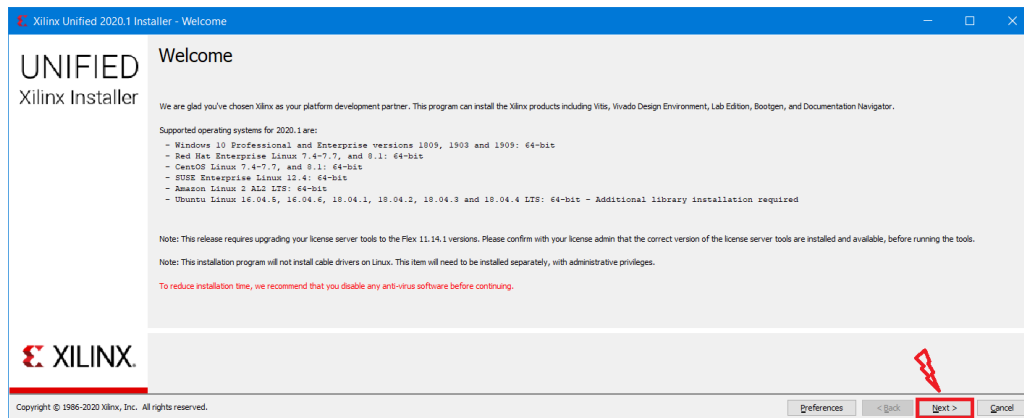 Xilinx Unified 2020.1 Installer - Welcome
UNIFIED
Xilinx Installer
Welcome
We are glad you've chosen Xilinx as your platform development partner. This program can install the Xilinx products including Vitis, Vivado Design Environment, Lab Edition, Bootgen, and Documentation Navigator.
Supported operating systems for 2020.1 are:
- Windows 10 Professional and Enterprise versions 1809, 1903 and 1909: 64-bit
- Red Hat Enterprise Linux 7.4-7.7, and 8.1: 64-bit
- CentOS Linux 7.4-7.7, and 8.1: 64-bit
- SUSE Enterprise Linux 12.4: 64-bit
- Amazon Linux 2 AL2 LTS: 64-bit
- Ubuntu Linux 16.04.5, 16.04.6, 18.04.1, 18.04.2, 18.04.3 and 18.04.4 LTS: 64-bit - Additional library installation required
Note: This release requires upgrading your license server tools to the Flex 11.14.1 versions. Please confirm with your license admin that the correct version of the license server tools are installed and available, before running the tools.
Note: This installation program will not install cable drivers on Linux. This item will need to be installed separately, with administrative privileges.
To reduce installation time, we recommend that you disable any anti-virus software before continuing.
XILINX.
Copyright © 1986-2020 Xilinx, Inc. All rights reserved.
Preferences
< Back
Next >
Cancel